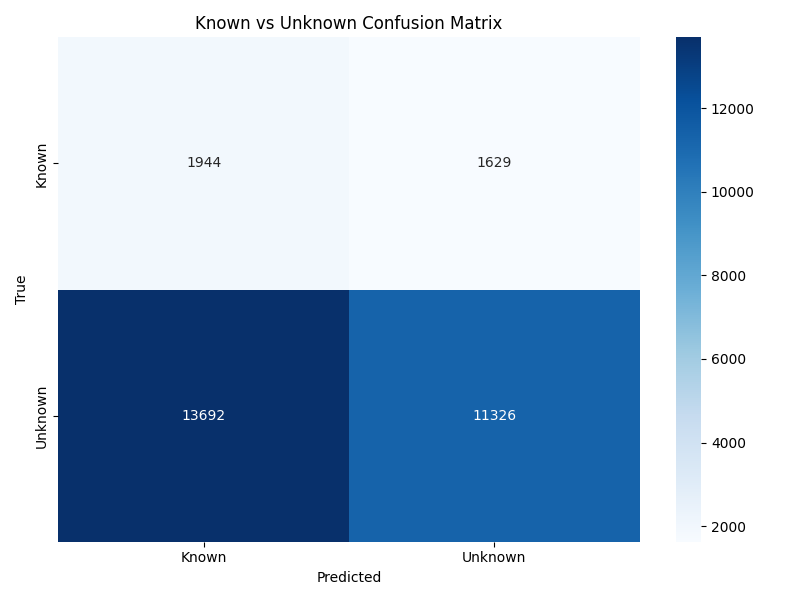 Known vs Unknown Confusion Matrix
Known
1944
1629
12000
10000
8000
True
6000
Unknown
13692
11326
4000
2000
Known
Unknown
Predicted